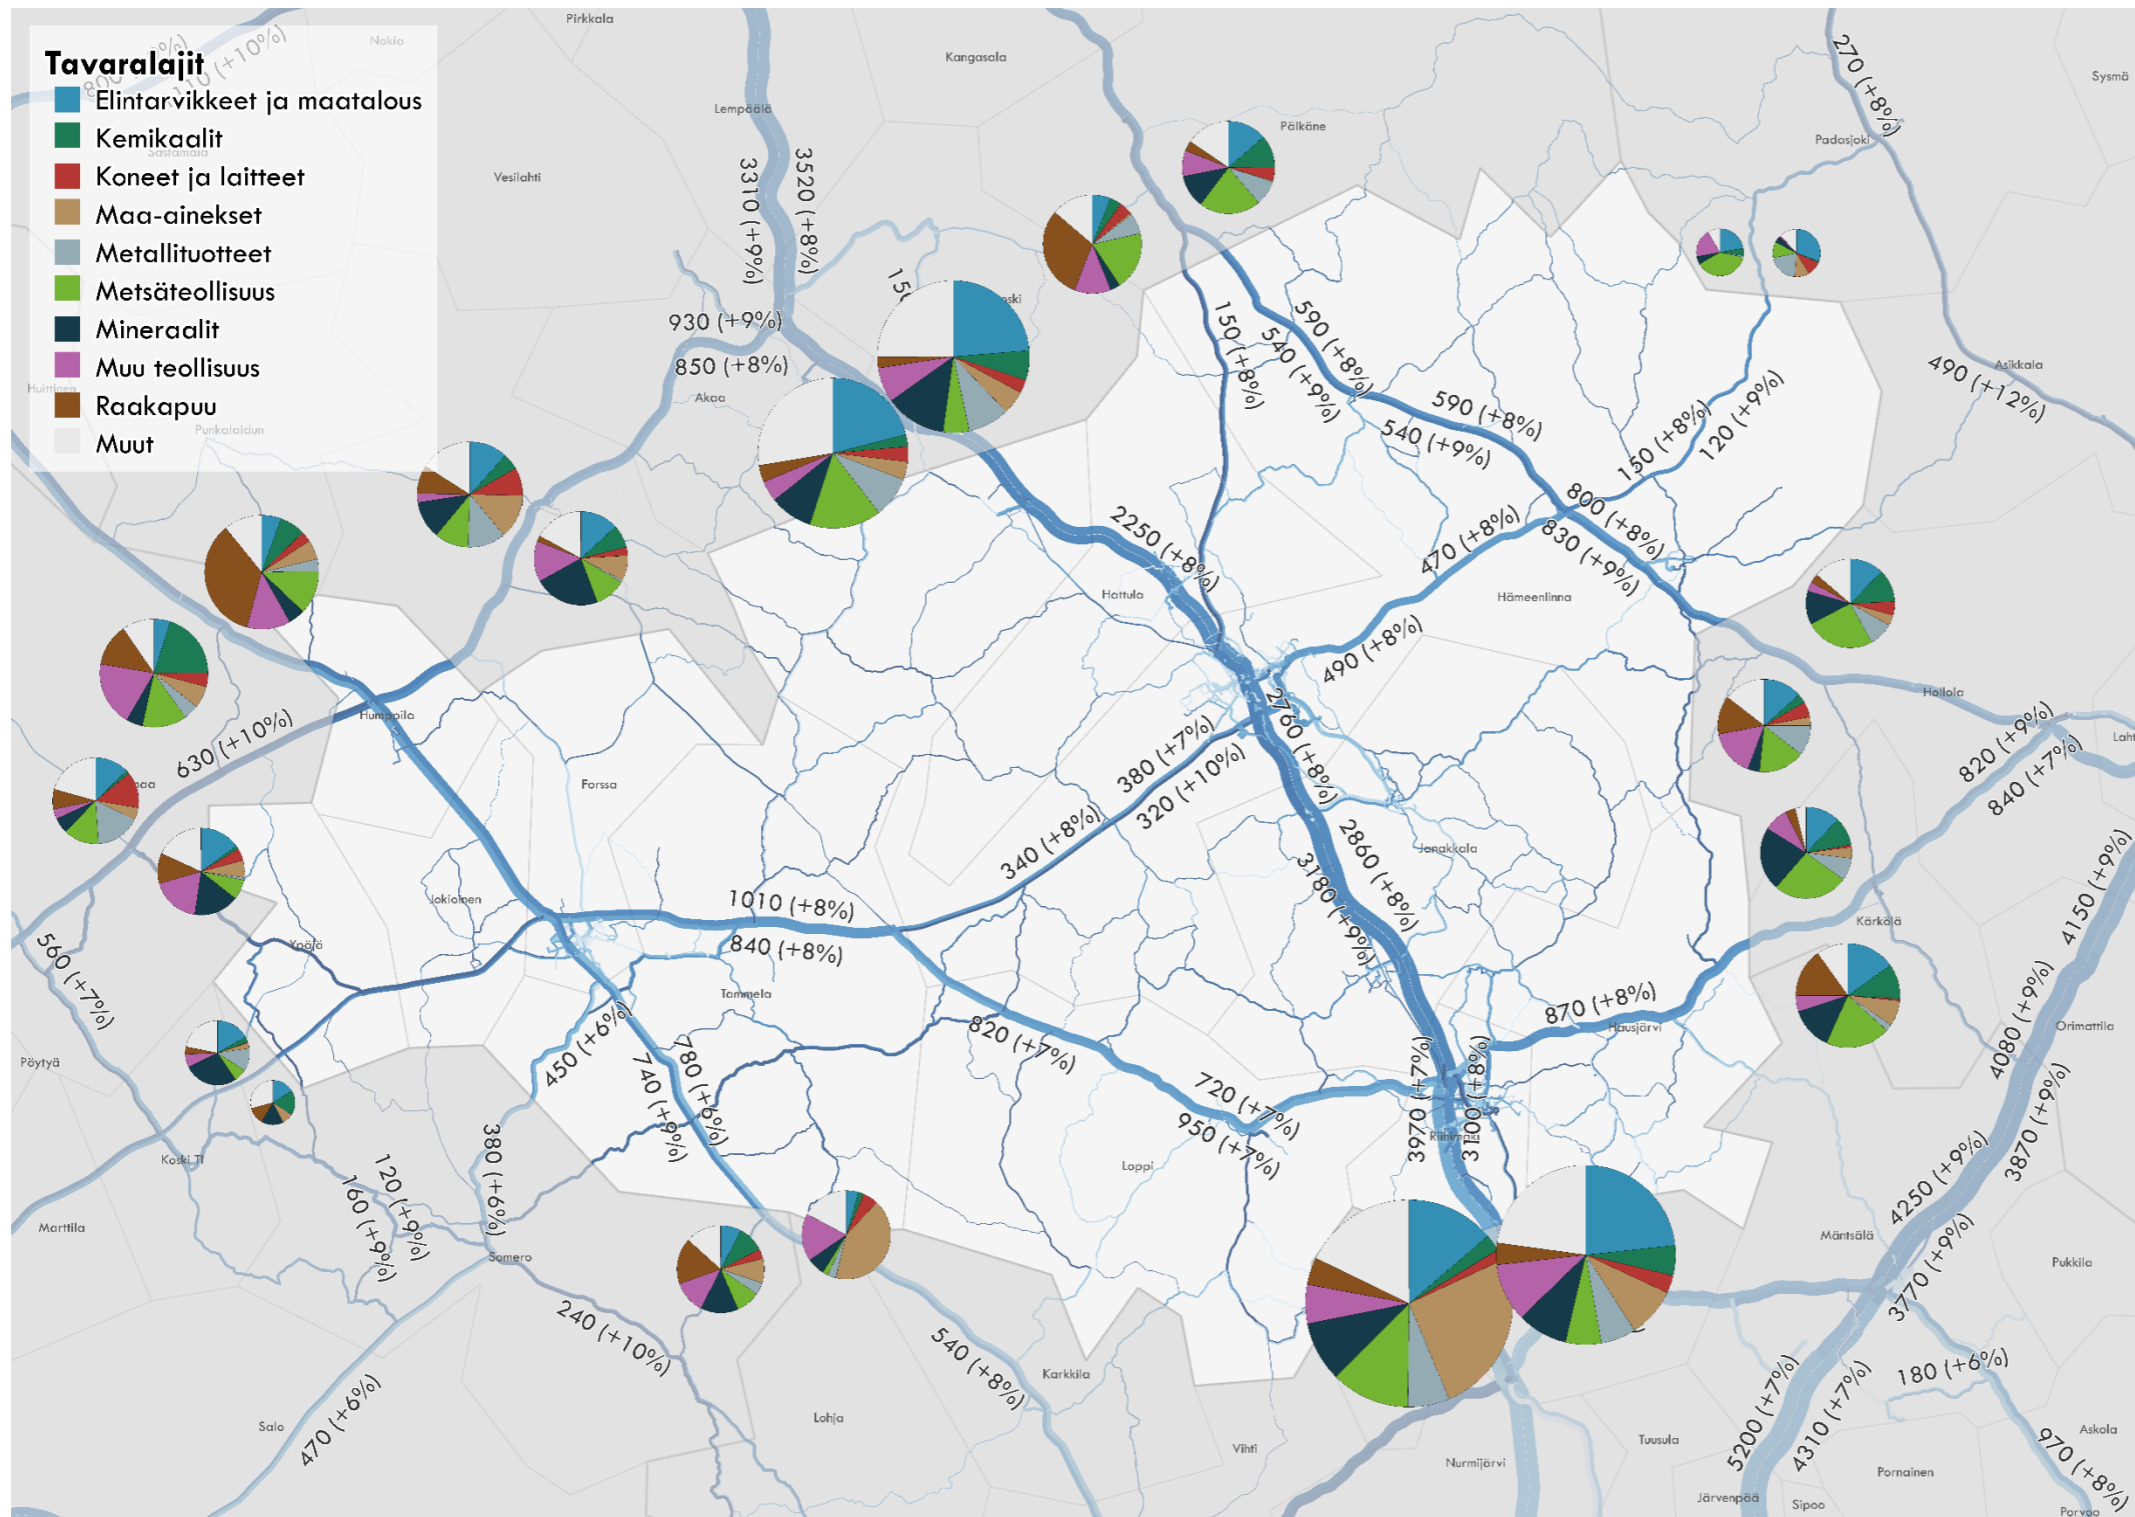 Tavaralajit
Elintarvikkeet ja maatalous
Kemikaalit
Koneet ja laitteet
Maa-ainekset
Metallituotteet
Metsäteollisuus
Mineraalit
Muu teollisuus
Raakapuu
Muut
Pirkkala
Nokia
Kangasala
Sysmä
270 (+8%)
Lempäälä
Pälkäne
Padasjoki
Sastamala
Vesilahti
3310 (+9%)
3520 (+8%)
930 (+9%)
850 (+8%)
Akaa
Huittinen
Punkalaidun
150 (+8%)
590 (+8%)
540 (+9%)
590 (+8%)
540 (+9%)
150 (+8%)
120 (+9%)
490 (+12%)
Asikkala
2250 (+8%)
Hattula
470 (+8%)
490 (+8%)
800 (+8%)
830 (+9%)
Hämeenlinna
Hollola
820 (+9%)
840 (+7%)
Humppila
630 (+10%)
Forssa
380 (+7%)
320 (+10%)
340 (+8%)
2760 (+8%)
2860 (+8%)
3180 (+9%)
Janakkala
4150 (+9%)
Kärkölä
Jokioinen
1010 (+8%)
840 (+8%)
Ypäjä
560 (+7%)
Tammela
870 (+8%)
Hausjärvi
4080 (+9%)
Orimattila
3870 (+9%)
Pöytyä
450 (+6%)
740 (+9%)
780 (+6%)
820 (+7%)
720 (+7%)
950 (+7%)
3970 (+7%)
3100 (+8%)
Riihimäki
Koski Tl
Loppi
4250 (+9%)
Marttila
160 (+9%)
120 (+9%)
380 (+6%)
Somero
Mäntsälä
3770 (+9%)
Pukkila
240 (+10%)
540 (+8%)
Karkkila
180 (+6%)
Salo
470 (+6%)
Lohja
Vihti
Nurmijärvi
Tuusula
5200 (+7%)
4310 (+7%)
Askola
970 (+8%)
Pornainen
Järvenpää
Sipoo
Porvoo